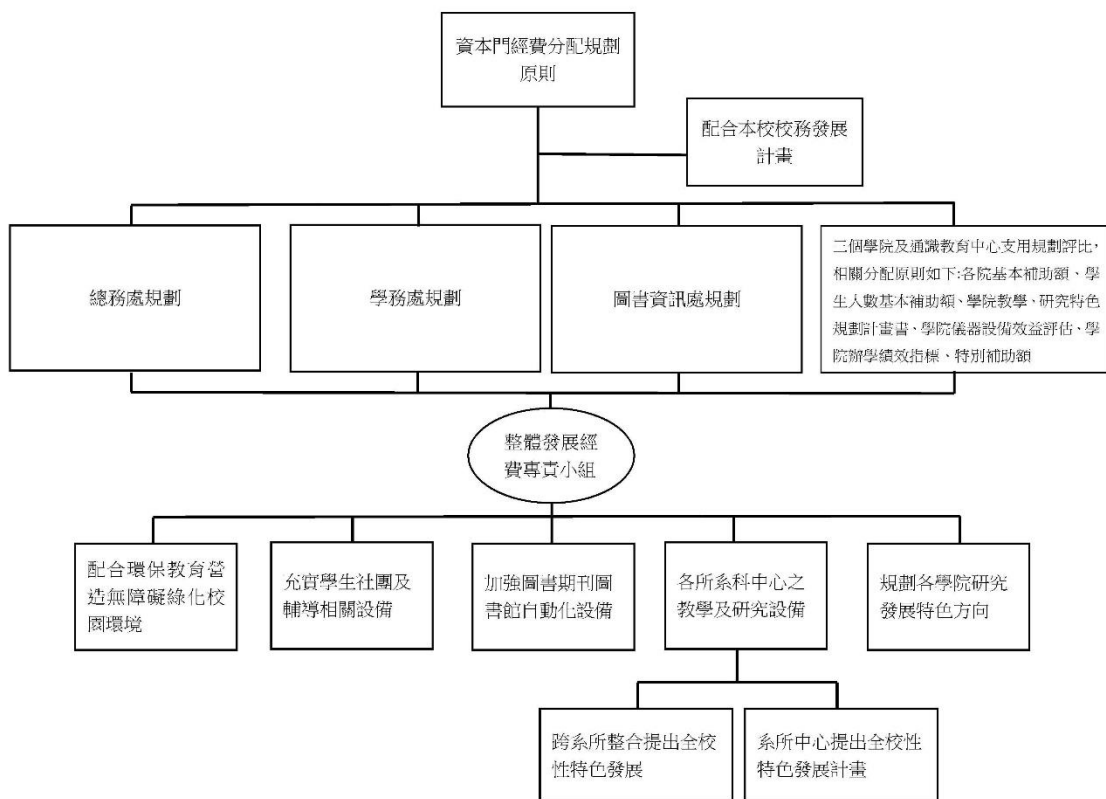 資本門經費分配規劃
原則
配合本校校務發展
計畫
總務處規劃
學務處規劃
圖書資訊處規劃
三個學院及通識教育中心支用規劃評比,
相關分配原則如下:各院基本補助額、學
生人數基本補助額、學院教學、研究特色
規劃計畫書、學院儀器設備效益評估、學
院辦學績效指標、特別補助額
整體發展經
費專責小組
配合環保教育營
造無障礙綠化校
園環境
充實學生社團及
輔導相關設備
加強圖書期刊圖
書館自動化設備
各所系科中心之
教學及研究設備
規劃各學院研究
發展特色方向
跨系所整合提出全校
性特色發展
系所中心提出全校性
特色發展計畫